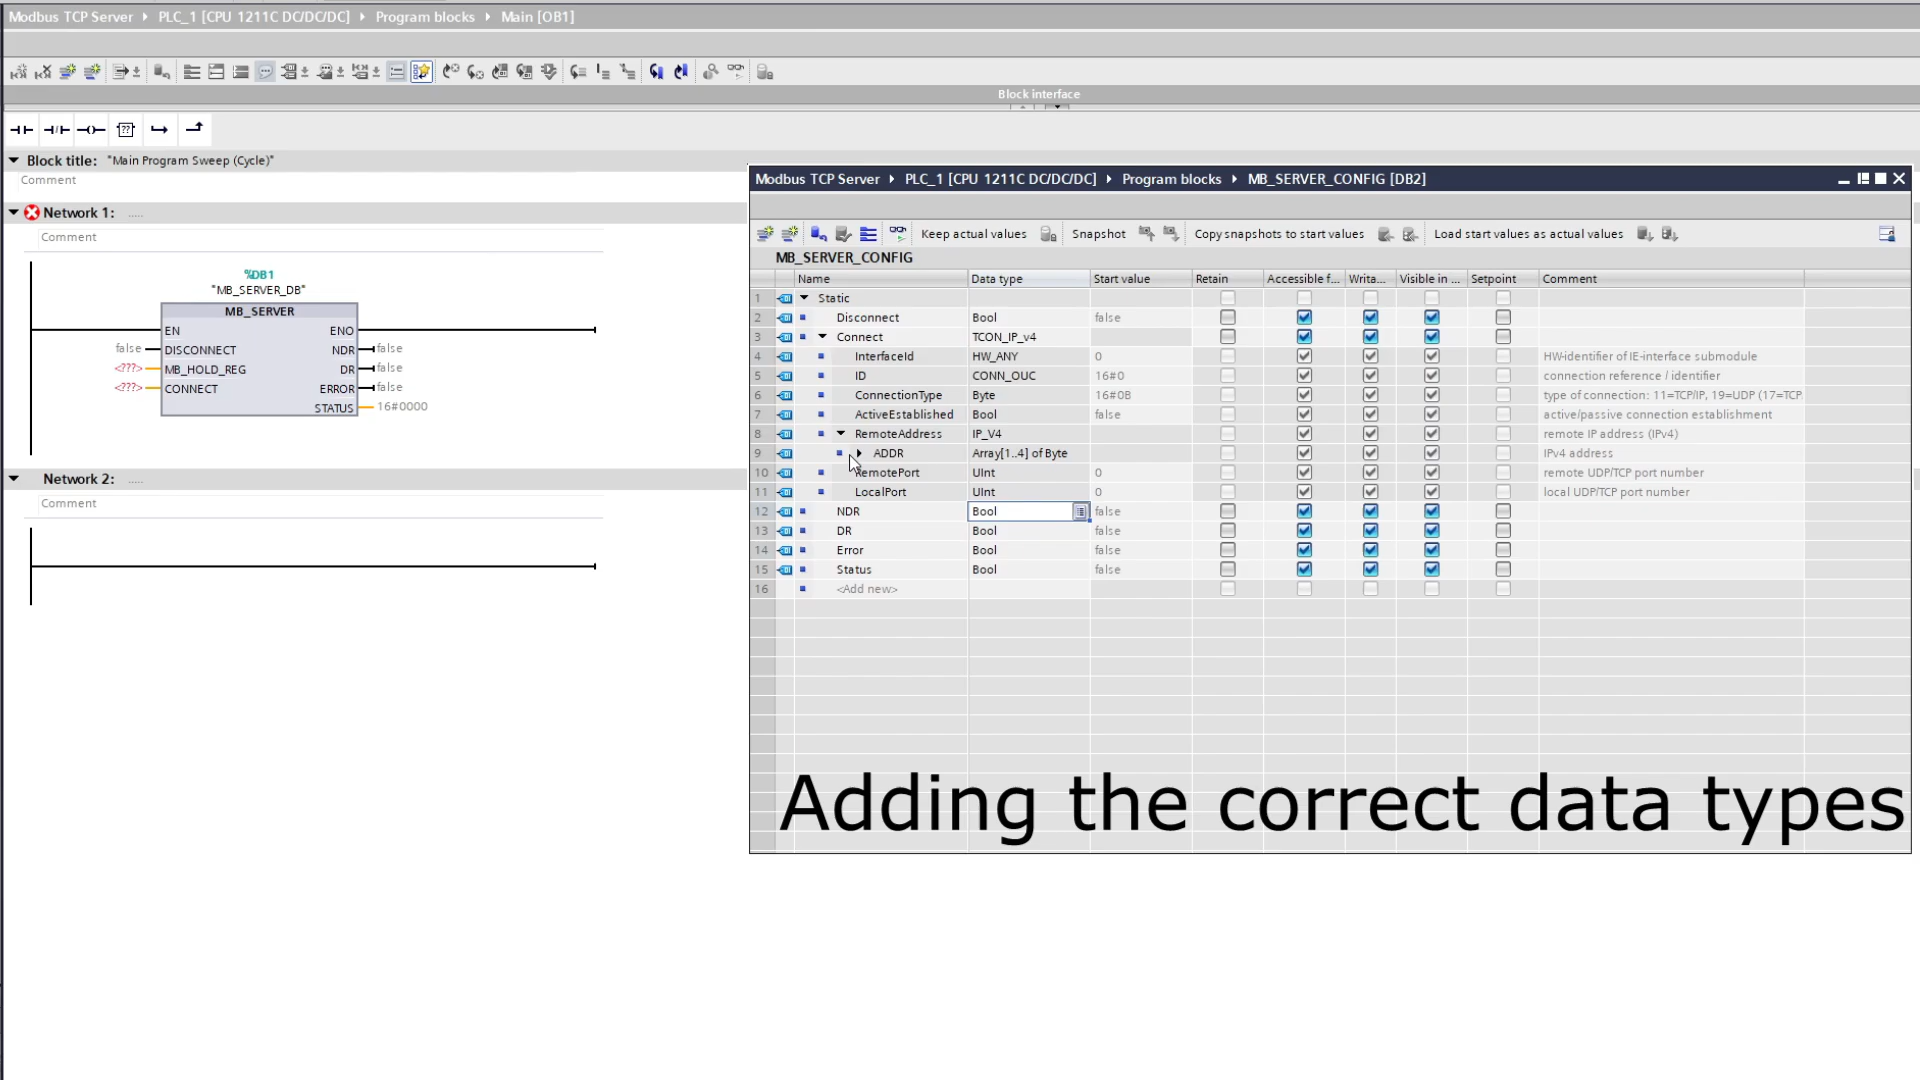 Modbus TCP Server ▸ PLC_1 [CPU 1211C DC/DC/DC] ▸ Program blocks ▸ Main [OB1]
Block interface
Block title: "Main Program Sweep (Cycle)"
Comment
Network 1: .....
Comment
%DB1
"MB_SERVER_DB"
MB_SERVER
EN ENO
false DISCONNECT NDR false
<???> MB_HOLD_REG DR false
<???> CONNECT ERROR false
STATUS 16#0000
Network 2: .....
Comment
Modbus TCP Server ▸ PLC_1 [CPU 1211C DC/DC/DC] ▸ Program blocks ▸ MB_SERVER_CONFIG [DB2]
Keep actual values Snapshot Copy snapshots to start values Load start values as actual values
MB_SERVER_CONFIG
Name Data type Start value Retain Accessible f... Writa... Visible in ... Setpoint Comment
1 Static
2 Disconnect Bool false
3 Connect TCON_IP_v4
4 InterfaceId HW_ANY 0 HW-identifier of IE-interface submodule
5 ID CONN_OUC 16#0 connection reference / identifier
6 ConnectionType Byte 16#0B type of connection: 11=TCP/IP, 19=UDP (17=TCP
7 ActiveEstablished Bool false active/passive connection establishment
8 RemoteAddress IP_V4 remote IP address (IPv4)
9 ADDR Array[1..4] of Byte IPv4 address
10 RemotePort UInt 0 remote UDP/TCP port number
11 LocalPort UInt 0 local UDP/TCP port number
12 NDR Bool false
13 DR Bool false
14 Error Bool false
15 Status Bool false
16 <Add new>
Adding the correct data types